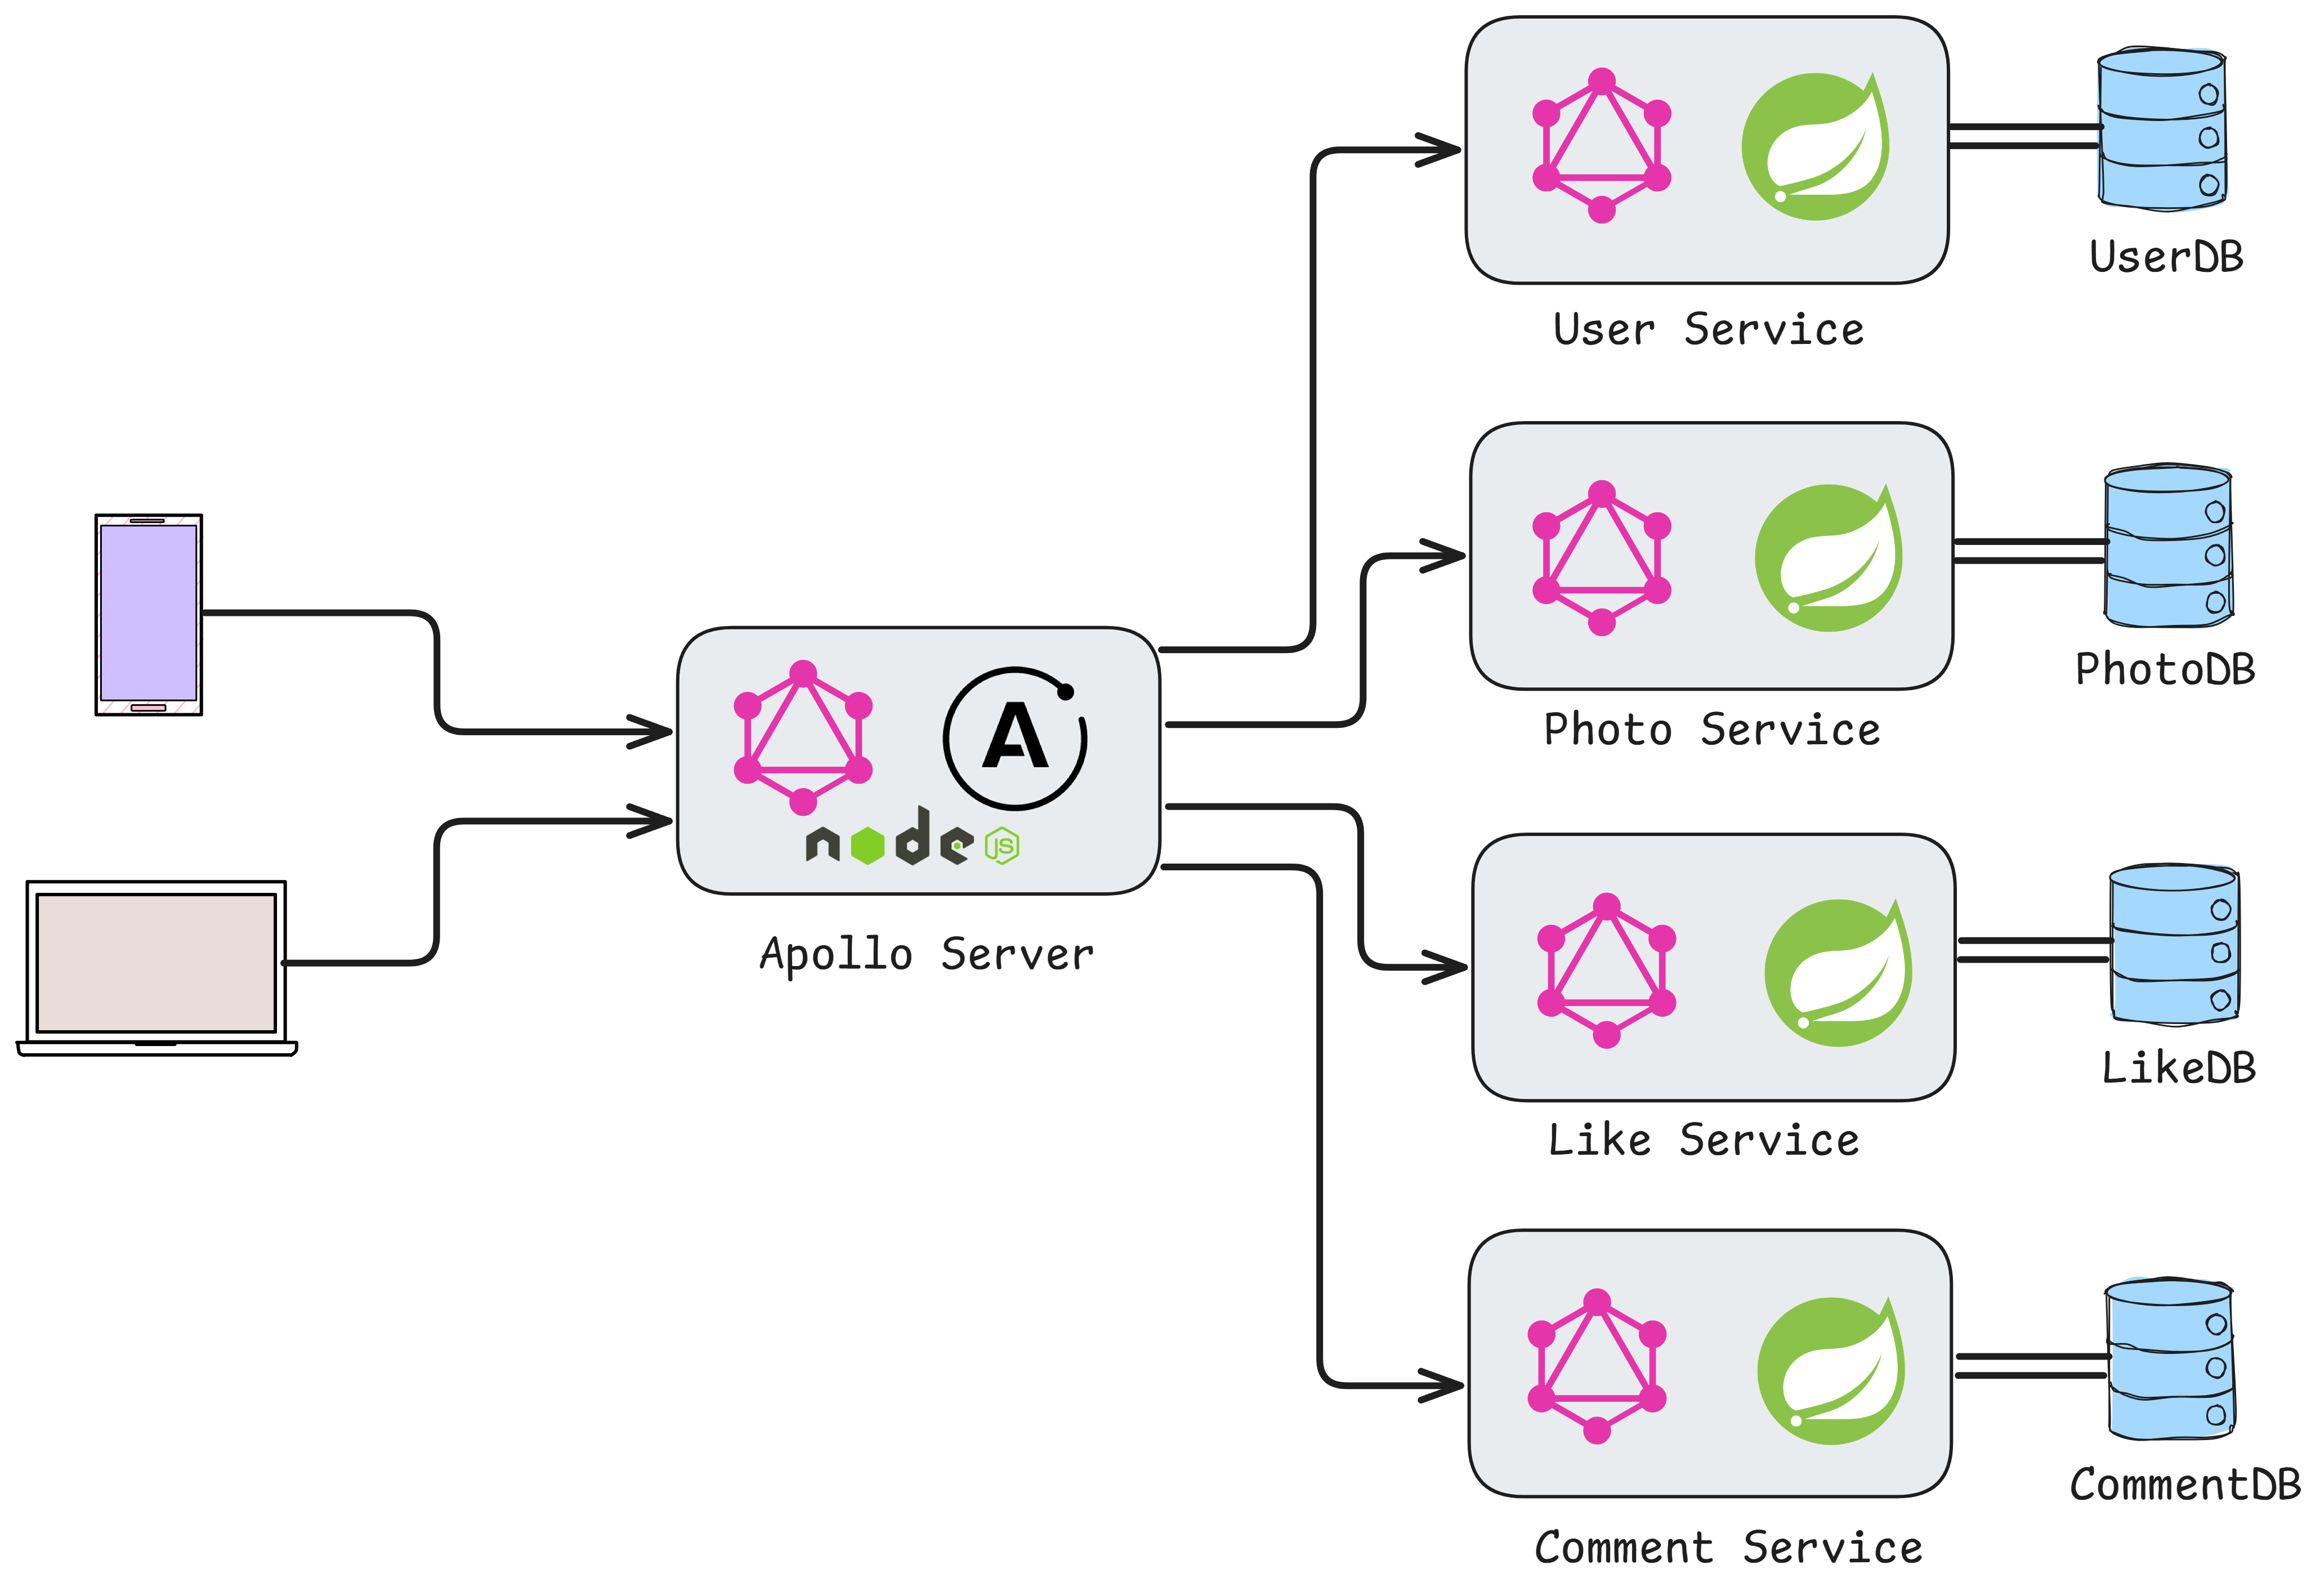 UserDB
User Service
PhotoDB
Photo Service
A
node JS
Apollo Server
LikeDB
Like Service
CommentDB
Comment Service